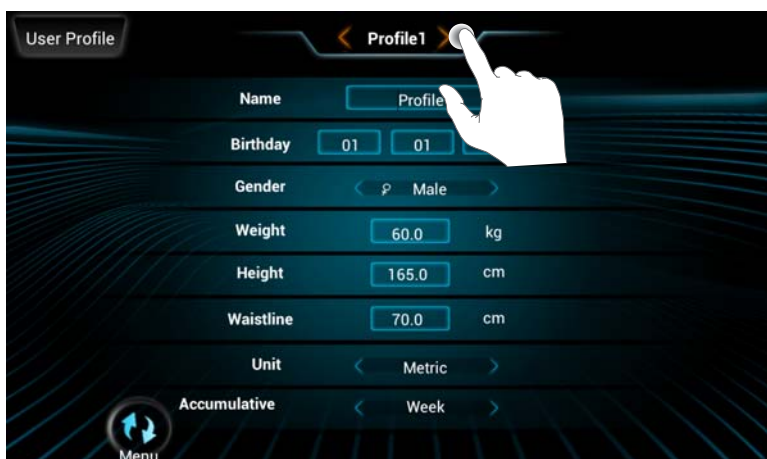 User Profile
Profile1
Name Profile
Birthday 01 01
Gender Male
Weight 60.0 kg
Height 165.0 cm
Waistline 70.0 cm
Unit Metric
Accumulative Week
Menu